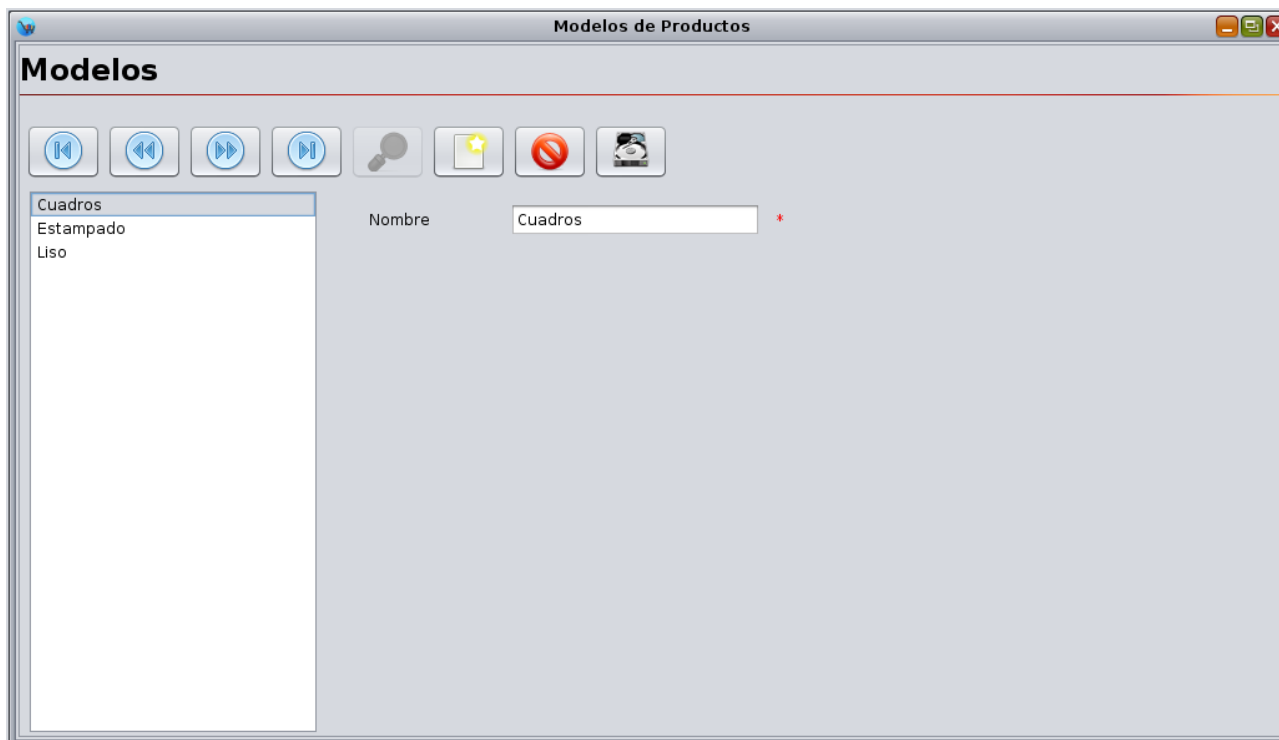 Modelos de Productos
Modelos
Cuadros
Estampado
Liso
Nombre
Cuadros
*